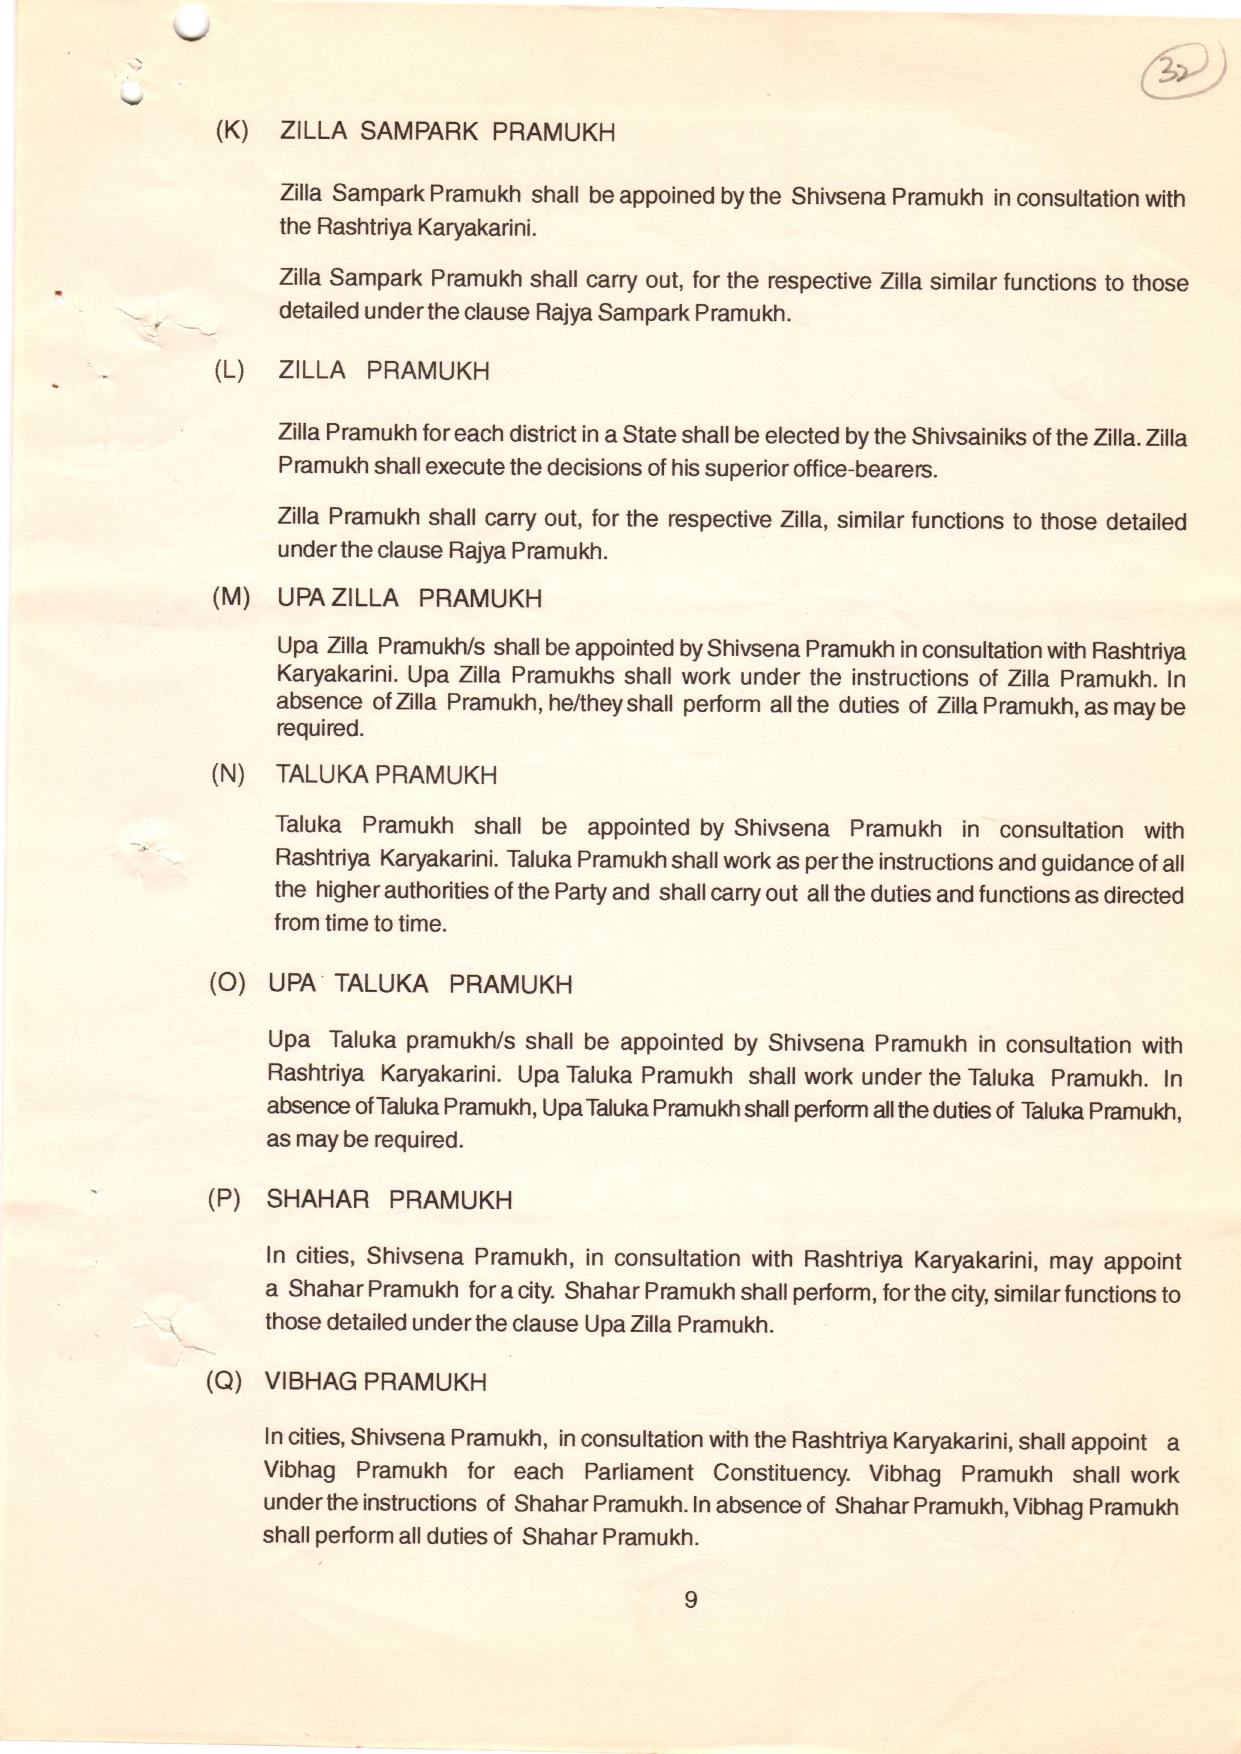 32
(K) ZILLA SAMPARK PRAMUKH
Zilla Sampark Pramukh shall be appoined by the Shivsena Pramukh in consultation with
the Rashtriya Karyakarini.
Zilla Sampark Pramukh shall carry out, for the respective Zilla similar functions to those
detailed under the clause Rajya Sampark Pramukh.
(L) ZILLA PRAMUKH
Zilla Pramukh for each district in a State shall be elected by the Shivsainiks of the Zilla. Zilla
Pramukh shall execute the decisions of his superior office-bearers.
Zilla Pramukh shall carry out, for the respective Zilla, similar functions to those detailed
under the clause Rajya Pramukh.
(M) UPA ZILLA PRAMUKH
Upa Zilla Pramukh/s shall be appointed by Shivsena Pramukh in consultation with Rashtriya
Karyakarini. Upa Zilla Pramukhs shall work under the instructions of Zilla Pramukh. In
absence of Zilla Pramukh, he/they shall perform all the duties of Zilla Pramukh, as may be
required.
(N) TALUKA PRAMUKH
Taluka Pramukh shall be appointed by Shivsena Pramukh in consultation with
Rashtriya Karyakarini. Taluka Pramukh shall work as per the instructions and guidance of all
the higher authorities of the Party and shall carry out all the duties and functions as directed
from time to time.
(O) UPA TALUKA PRAMUKH
Upa Taluka pramukh/s shall be appointed by Shivsena Pramukh in consultation with
Rashtriya Karyakarini. Upa Taluka Pramukh shall work under the Taluka Pramukh. In
absence of Taluka Pramukh, Upa Taluka Pramukh shall perform all the duties of Taluka Pramukh,
as may be required.
(P) SHAHAR PRAMUKH
In cities, Shivsena Pramukh, in consultation with Rashtriya Karyakarini, may appoint
a Shahar Pramukh for a city. Shahar Pramukh shall perform, for the city, similar functions to
those detailed under the clause Upa Zilla Pramukh.
(Q) VIBHAG PRAMUKH
In cities, Shivsena Pramukh, in consultation with the Rashtriya Karyakarini, shall appoint a
Vibhag Pramukh for each Parliament Constituency. Vibhag Pramukh shall work
under the instructions of Shahar Pramukh. In absence of Shahar Pramukh, Vibhag Pramukh
shall perform all duties of Shahar Pramukh.
9